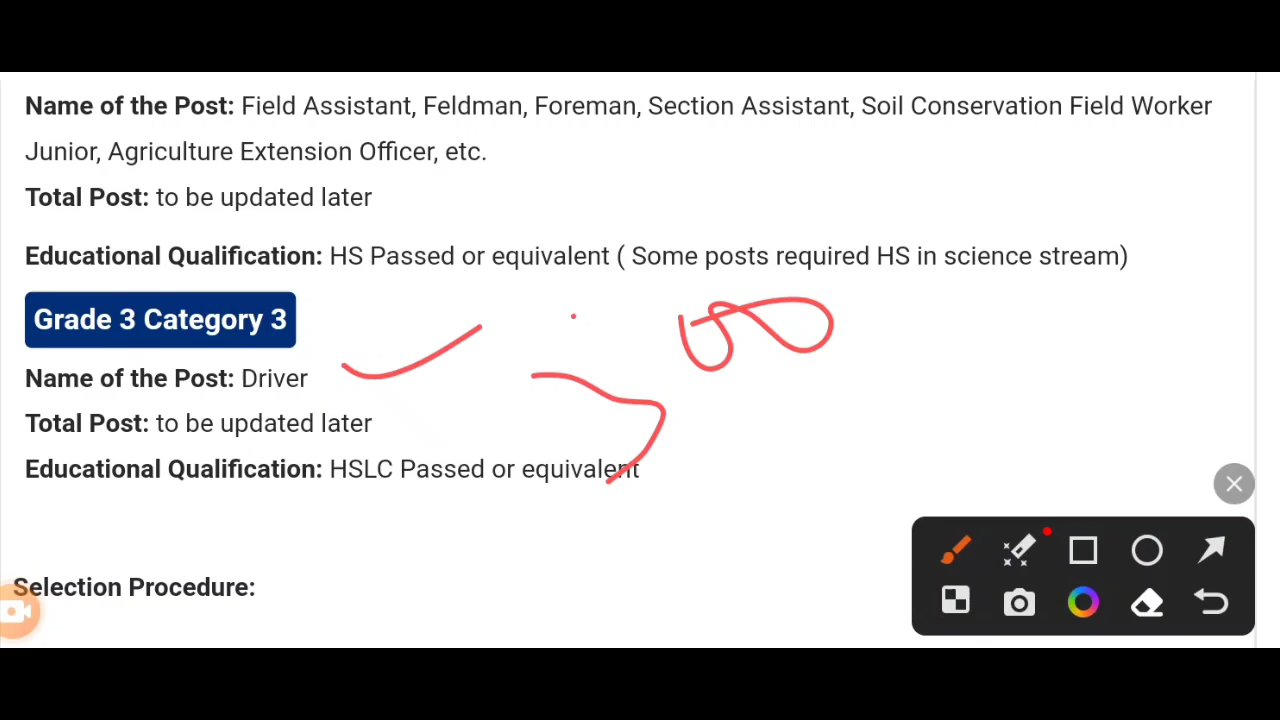 Name of the Post: Field Assistant, Feldman, Foreman, Section Assistant, Soil Conservation Field Worker
Junior, Agriculture Extension Officer, etc.
Total Post: to be updated later
Educational Qualification: HS Passed or equivalent ( Some posts required HS in science stream)
Grade 3 Category 3
Name of the Post: Driver
Total Post: to be updated later
Educational Qualification: HSLC Passed or equivalent
Selection Procedure: